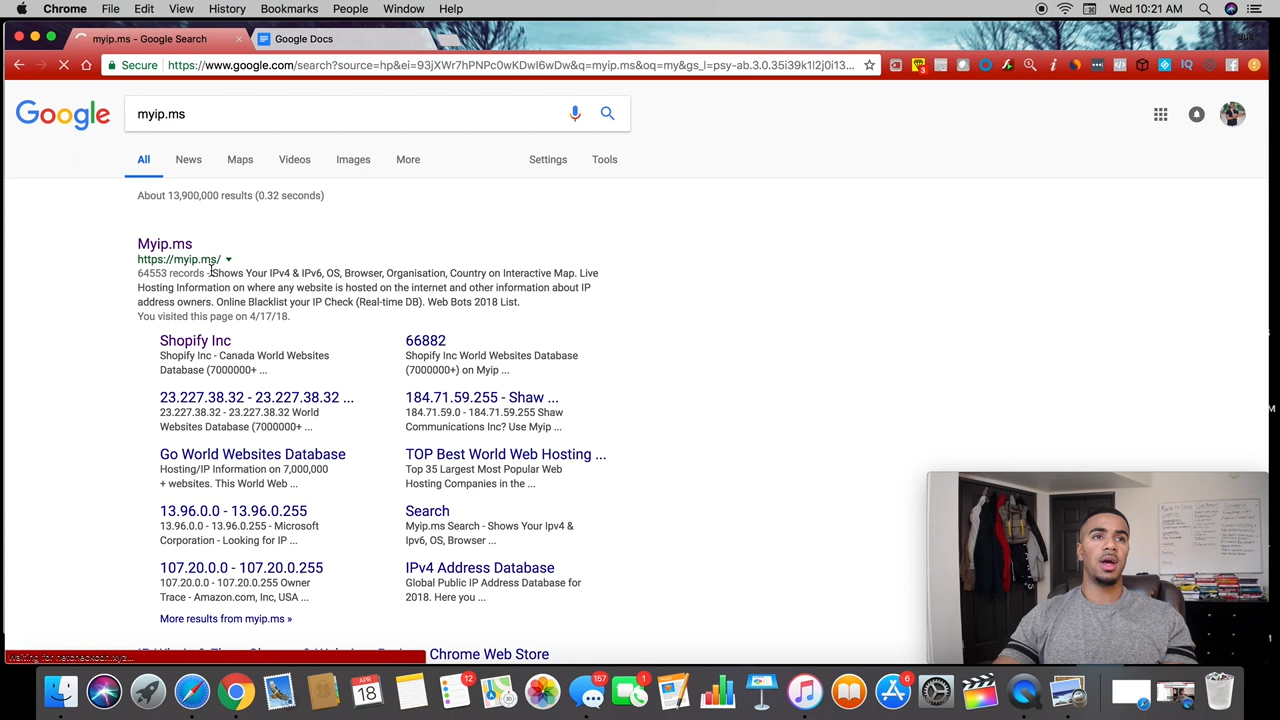 Chrome File Edit View History Bookmarks People Window Help Wed 10:21 AM
myip.ms - Google Search Google Docs
Secure https://www.google.com/search?source=hp&ei=93jXWr7hPNPc0wKDwI6wDw&q=myip.ms&oq=my&gs_l=psy-ab.3.0.35i39k1l2j0i13...
Google myip.ms
All News Maps Videos Images More Settings Tools
About 13,900,000 results (0.32 seconds)
Myip.ms
https://myip.ms/
64553 records - Shows Your IPv4 & IPv6, OS, Browser, Organisation, Country on Interactive Map. Live
Hosting Information on where any website is hosted on the internet and other information about IP
address owners. Online Blacklist your IP Check (Real-time DB). Web Bots 2018 List.
You visited this page on 4/17/18.
Shopify Inc
Shopify Inc - Canada World Websites
Database (7000000+ ...
66882
Shopify Inc World Websites Database
(7000000+) on Myip ...
23.227.38.32 - 23.227.38.32 ...
23.227.38.32 - 23.227.38.32 World
Websites Database (7000000+ ...
184.71.59.255 - Shaw ...
184.71.59.0 - 184.71.59.255 Shaw
Communications Inc? Use Myip ...
Go World Websites Database
Hosting/IP Information on 7,000,000
+ websites. This World Web ...
TOP Best World Web Hosting ...
Top 35 Largest Most Popular Web
Hosting Companies in the ...
13.96.0.0 - 13.96.0.255
13.96.0.0 - 13.96.0.255 - Microsoft
Corporation - Looking for IP ...
Search
Myip.ms Search - Shows Your Ipv4 &
Ipv6, OS, Browser ...
107.20.0.0 - 107.20.0.255
107.20.0.0 - 107.20.0.255 Owner
Trace - Amazon.com, Inc, USA ...
IPv4 Address Database
Global Public IP Address Database for
2018. Here you ...
More results from myip.ms »
Chrome Web Store
APR
18
12
157
1
6